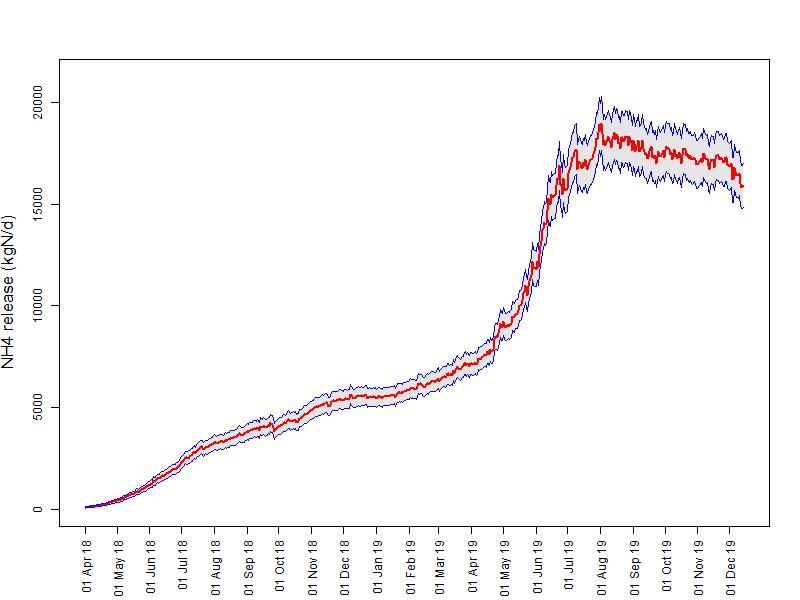 NH4 release (kgN/d)
20000
15000
10000
5000
0
01 Apr 18
01 May 18
01 Jun 18
01 Jul 18
01 Aug 18
01 Sep 18
01 Oct 18
01 Nov 18
01 Dec 18
01 Jan 19
01 Feb 19
01 Mar 19
01 Apr 19
01 May 19
01 Jun 19
01 Jul 19
01 Aug 19
01 Sep 19
01 Oct 19
01 Nov 19
01 Dec 19